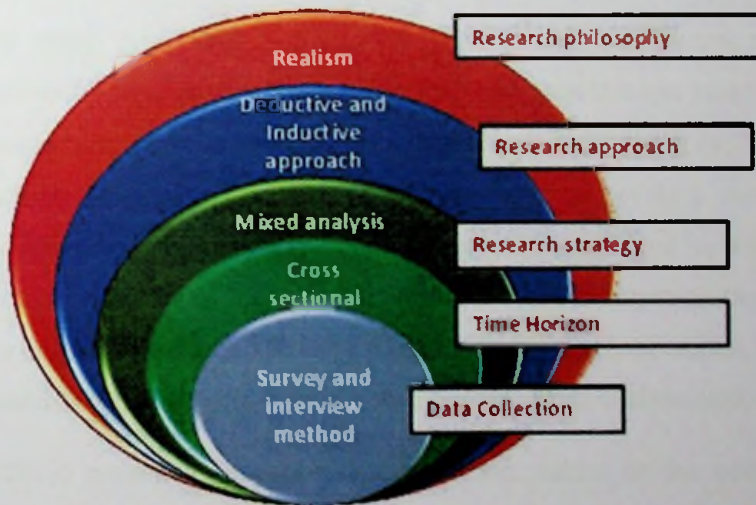 Realism
Research philosophy
Deductive and
Inductive
approach
Research approach
Mixed analysis
Research strategy
Cross
sectional
Time Horizon
Survey and
interview
method
Data Collection